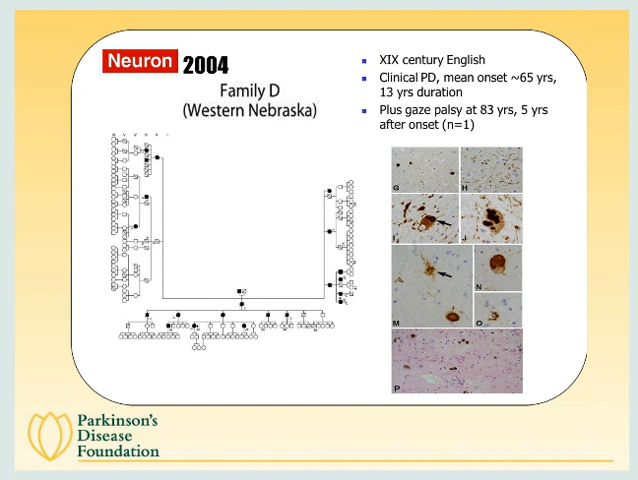 Neuron 2004
Family D
(Western Nebraska)
XIX century English
Clinical PD, mean onset ~65 yrs,
13 yrs duration
Plus gaze palsy at 83 yrs, 5 yrs
after onset (n=1)
G
H
I
J
M
N
O
P
Parkinson's
Disease
Foundation